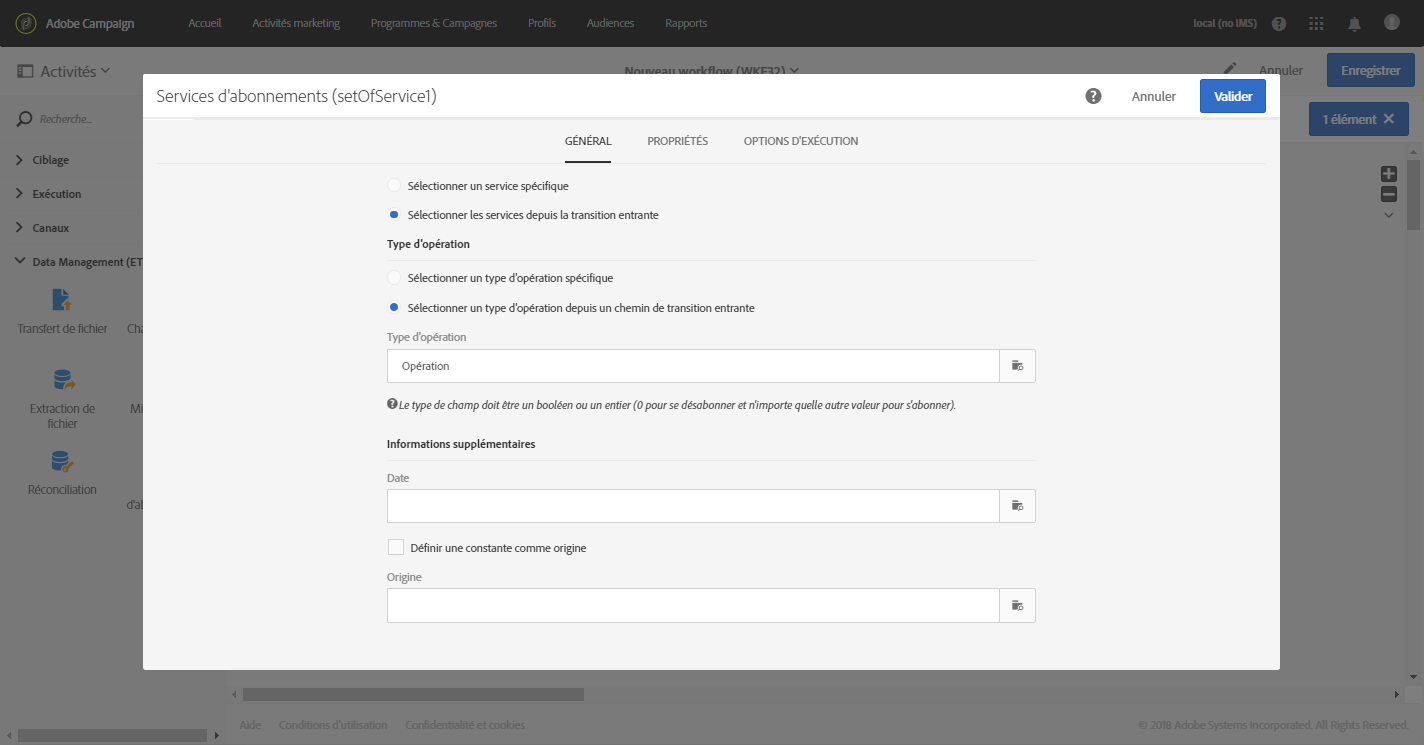 Adobe Campaign
Accueil
Activités marketing
Programmes & Campagnes
Profils
Audiences
Rapports
local (no IMS)
Activités
Nouveau workflow (WKF32)
Annuler
Enregistrer
Services d'abonnements (setOfService1)
Annuler
Valider
Recherche...
1 élément
GÉNÉRAL
PROPRIÉTÉS
OPTIONS D'EXÉCUTION
Ciblage
Exécution
Canaux
Data Management (ET
Transfert de fichier
Cha
Extraction de
fichier
Mi
Réconciliation
d'al
Sélectionner un service spécifique
Sélectionner les services depuis la transition entrante
Type d'opération
Sélectionner un type d'opération spécifique
Sélectionner un type d'opération depuis un chemin de transition entrante
Type d'opération
Opération
Le type de champ doit être un booléen ou un entier (0 pour se désabonner et n'importe quelle autre valeur pour s'abonner).
Informations supplémentaires
Date
Définir une constante comme origine
Origine
Aide
Conditions d'utilisation
Confidentialité et cookies
© 2018 Adobe Systems Incorporated. All Rights Reserved.